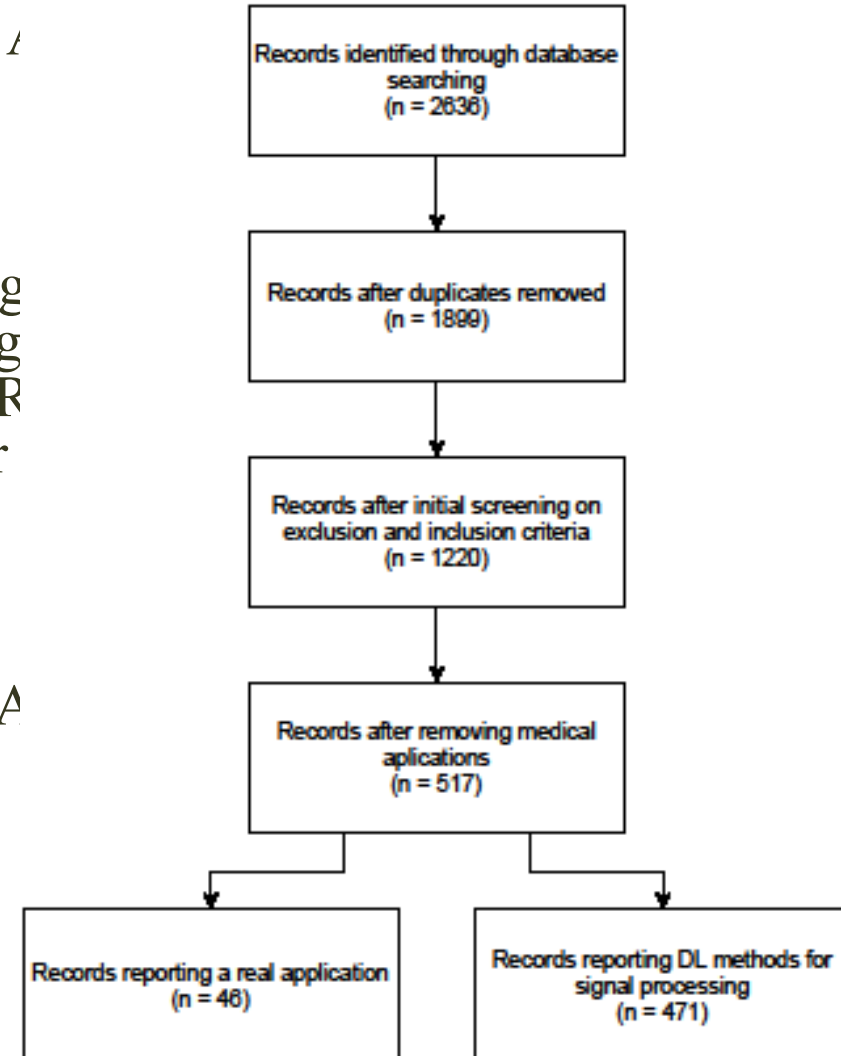 A
Records identified through database
searching
(n = 2636)
g
Records after duplicates removed
(n = 1899)
g
R
r
Records after initial screening on
exclusion and inclusion criteria
(n = 1220)
A
Records after removing medical
aplications
(n = 517)
Records reporting a real application
(n = 46)
Records reporting DL methods for
signal processing
(n = 471)